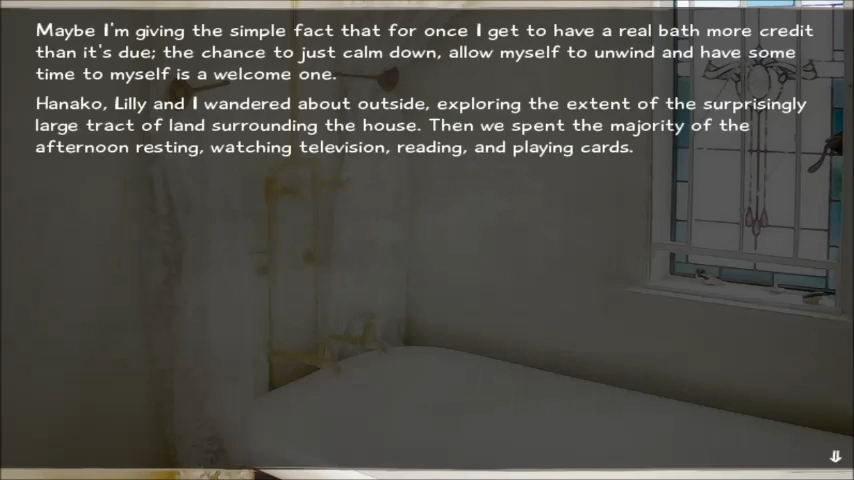 Maybe I'm giving the simple fact that for once I get to have a real bath more credit
than it's due; the chance to just calm down, allow myself to unwind and have some
time to myself is a welcome one.
Hanako, Lilly and I wandered about outside, exploring the extent of the surprisingly
large tract of land surrounding the house. Then we spent the majority of the
afternoon resting, watching television, reading, and playing cards.